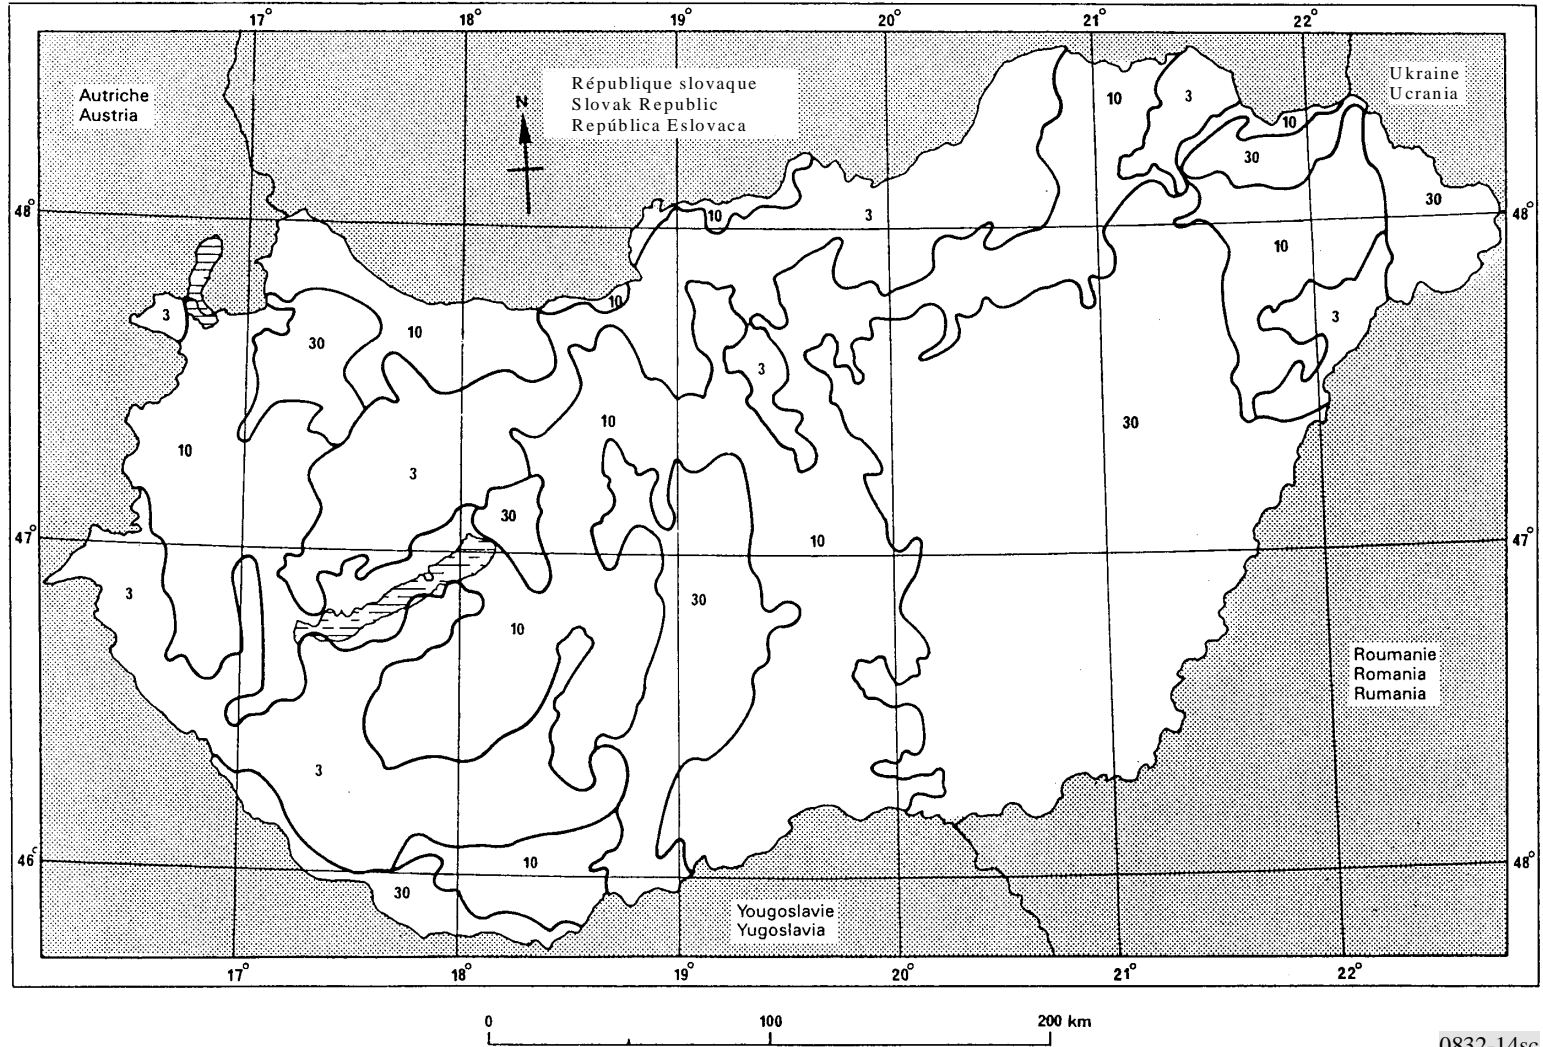 17° 18° 19° 20° 21° 22°
Autriche
Austria
République slovaque
Slovak Republic
República Eslovaca
Ukraine
Ucrania
N
10
3
10
30
48°
10
3
30
48°
10
3
10
30
10
10
3
3
10
10
30
3
30
47°
10
47°
3
30
10
3
Roumanie
Romania
Rumania
46°
10
48°
30
Yougoslavie
Yugoslavia
17° 18° 19° 20° 21° 22°
0 100 200 km
0832-14sc